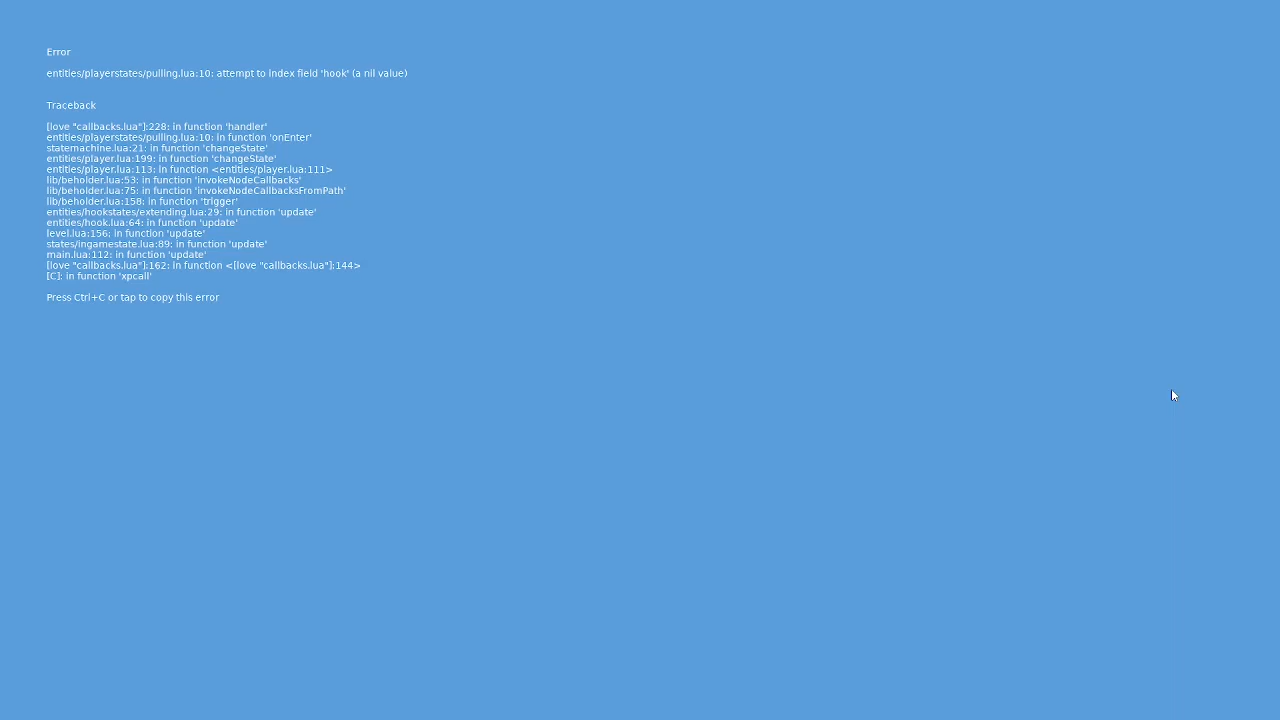 Error
entities/playerstates/pulling.lua:10: attempt to index field 'hook' (a nil value)
Traceback
[love "callbacks.lua"]:228: in function 'handler'
entities/playerstates/pulling.lua:10: in function 'onEnter'
statemachine.lua:21: in function 'changeState'
entities/player.lua:199: in function 'changeState'
entities/player.lua:113: in function <entities/player.lua:111>
lib/beholder.lua:53: in function 'invokeNodeCallbacks'
lib/beholder.lua:75: in function 'invokeNodeCallbacksFromPath'
lib/beholder.lua:158: in function 'trigger'
entities/hookstates/extending.lua:29: in function 'update'
entities/hook.lua:64: in function 'update'
level.lua:156: in function 'update'
states/ingamestate.lua:89: in function 'update'
main.lua:112: in function 'update'
[love "callbacks.lua"]:162: in function <[love "callbacks.lua"]:144>
[C]: in function 'xpcall'
Press Ctrl+C or tap to copy this error